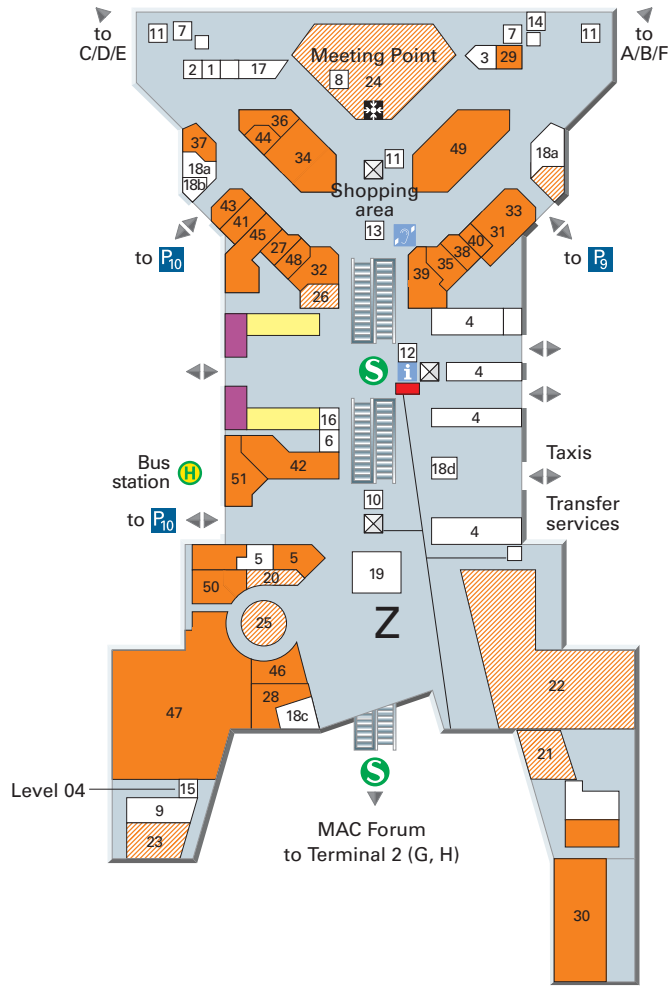 14
11
7
7
11
to
C/D/E
to
A/B/F
Meeting Point
2
1
17
8
24
3
29
36
44
34
49
37
18a
18b
11
18a
Shopping
area
43
41
45
27
48
32
26
13
33
31
40
38
35
39
to P10
to P9
4
12
S
i
4
16
4
6
42
51
Bus
station
H
18d
Taxis
to P10
10
Transfer
services
4
5
5
20
50
19
25
Z
46
28
18c
47
22
21
Level 04
15
9
23
S
MAC Forum
to Terminal 2 (G, H)
30